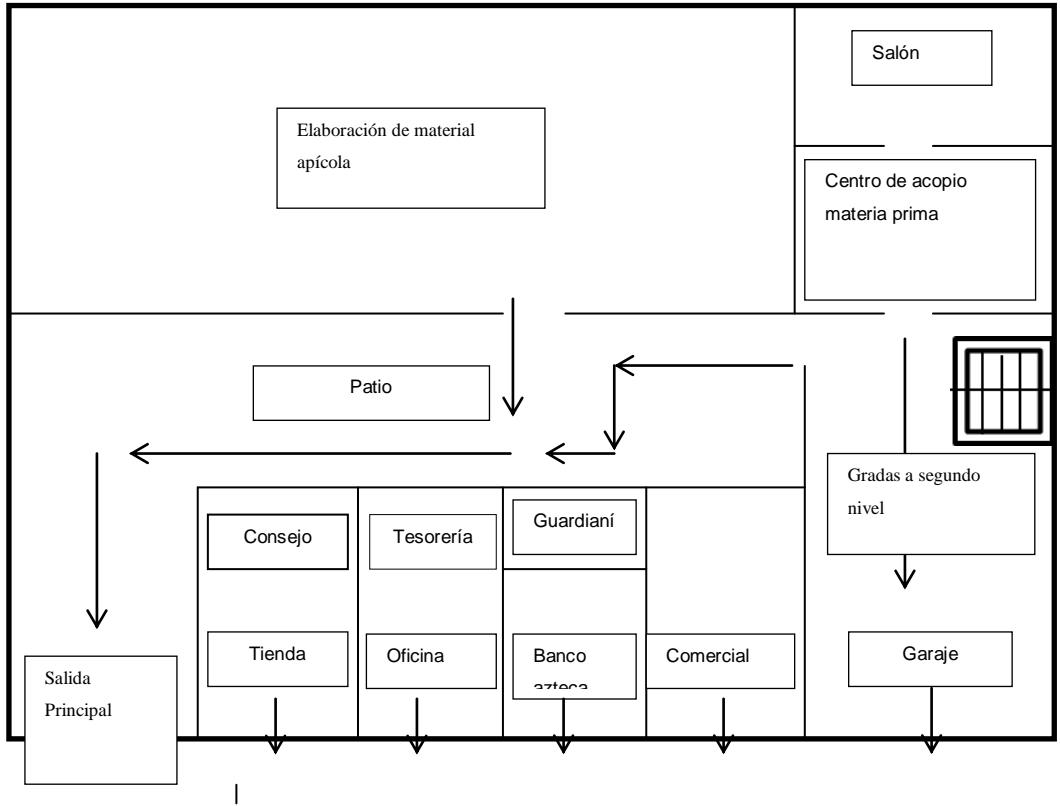 Salón
Elaboración de material
apícola
Centro de acopio
materia prima
Patio
Gradas a segundo
nivel
Consejo
Tesorería
Guardianí
Tienda
Oficina
Banco
azteca
Comercial
Garaje
Salida
Principal